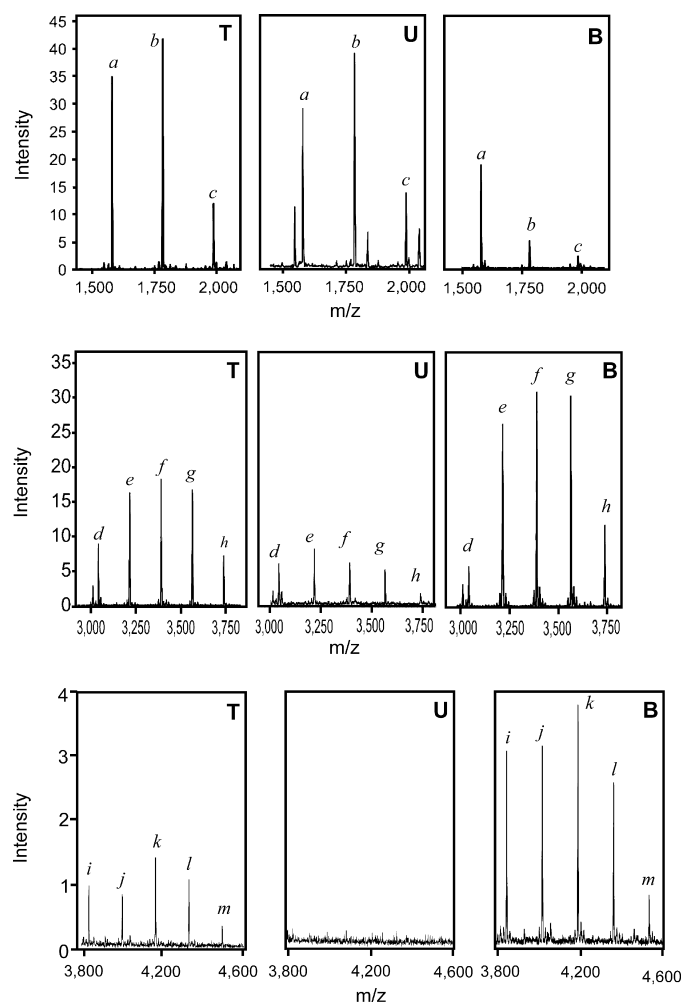 45
40
35
30
25
20
15
10
5
0
Intensity
T
a
b
c
1,500
1,750
2,000
U
a
b
c
1,500
1,750
2,000
B
a
b
c
1,500
1,750
2,000
m/z
35
30
25
20
15
10
5
0
Intensity
T
d
e
f
g
h
3,000
3,250
3,500
3,750
U
d
e
f
g
h
3,000
3,250
3,500
3,750
B
d
e
f
g
h
3,000
3,250
3,500
3,750
m/z
4
3
2
1
0
Intensity
T
i
j
k
l
m
3,800
4,200
4,600
U
3,800
4,200
4,600
B
i
j
k
l
m
3,800
4,200
4,600
m/z